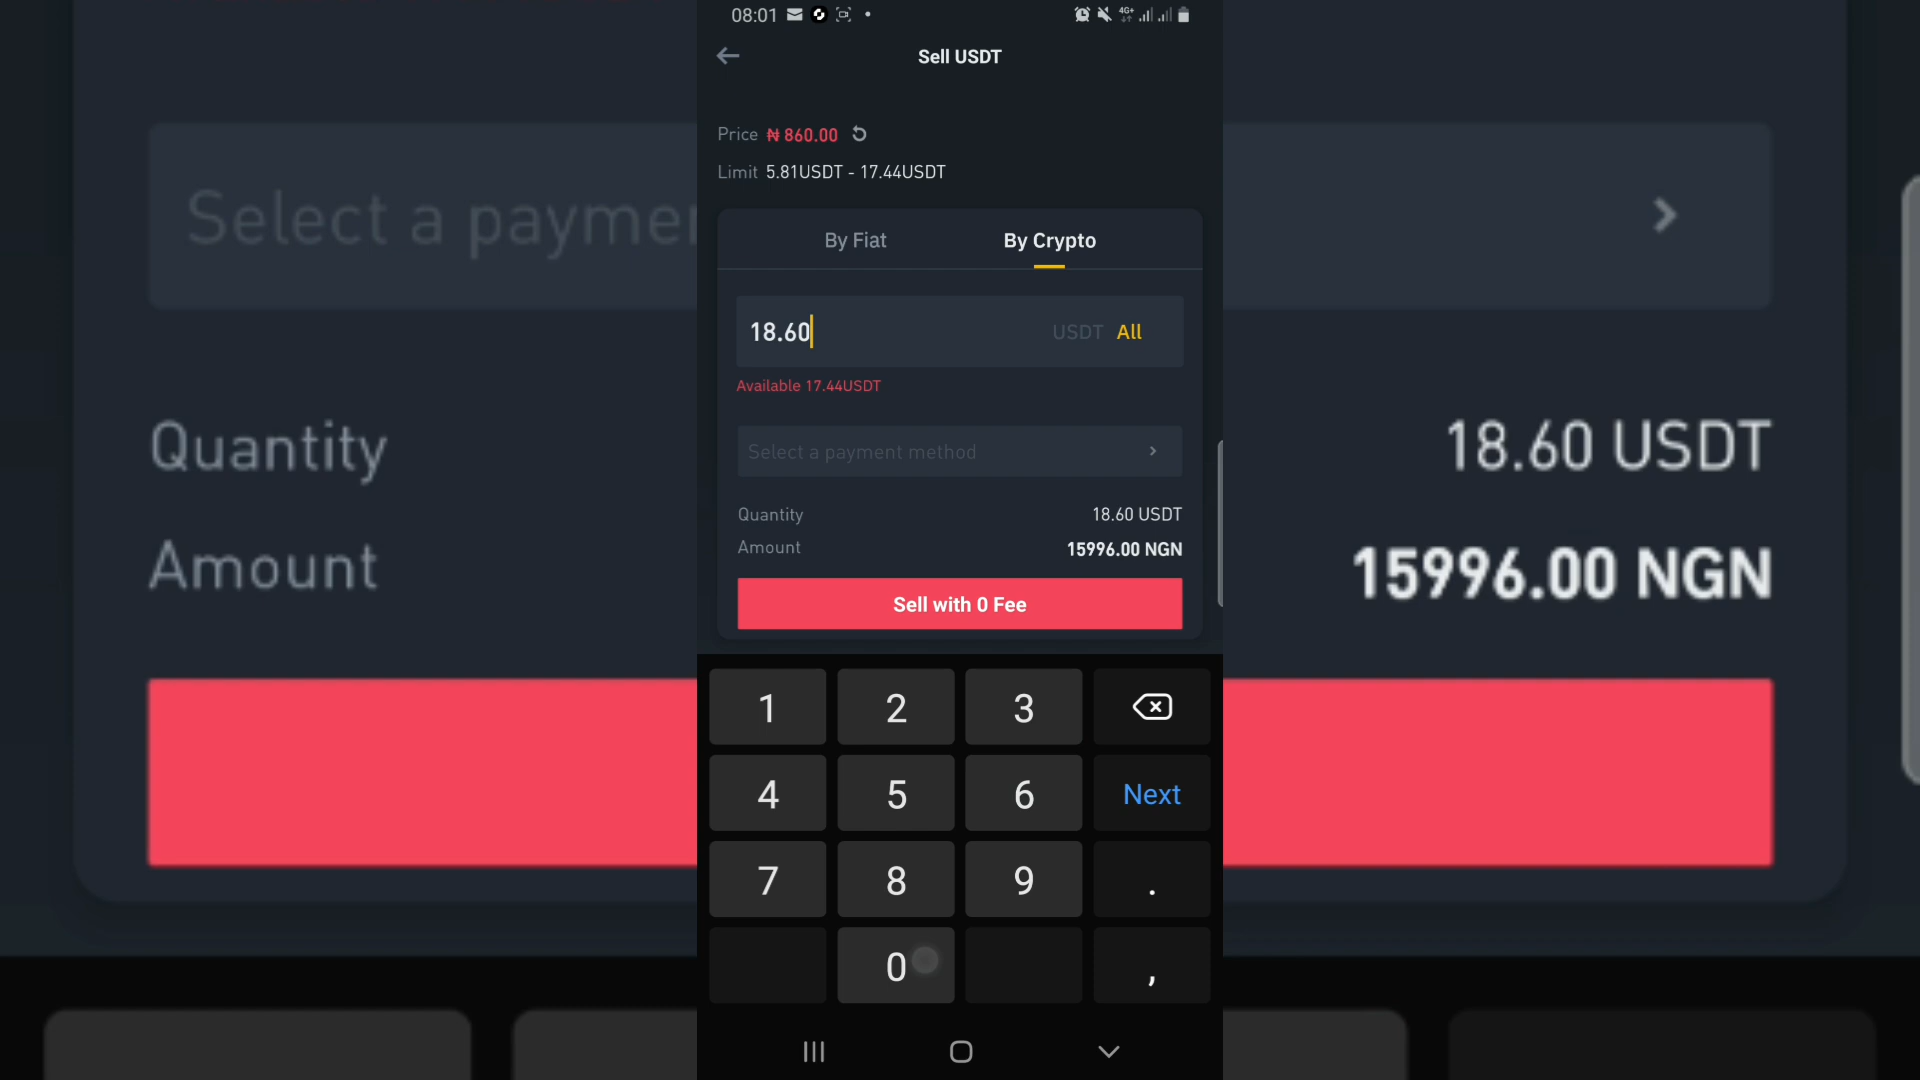 08:01
4G+
Sell USDT
Price ₦ 860.00
Limit 5.81USDT - 17.44USDT
By Fiat By Crypto
18.60 USDT All
Available 17.44USDT
Select a payment method
Quantity 18.60 USDT
Amount 15996.00 NGN
Sell with 0 Fee
1 2 3
4 5 6 Next
7 8 9 .
0 ,
Select a paymen
Quantity 18.60 USDT
Amount 15996.00 NGN